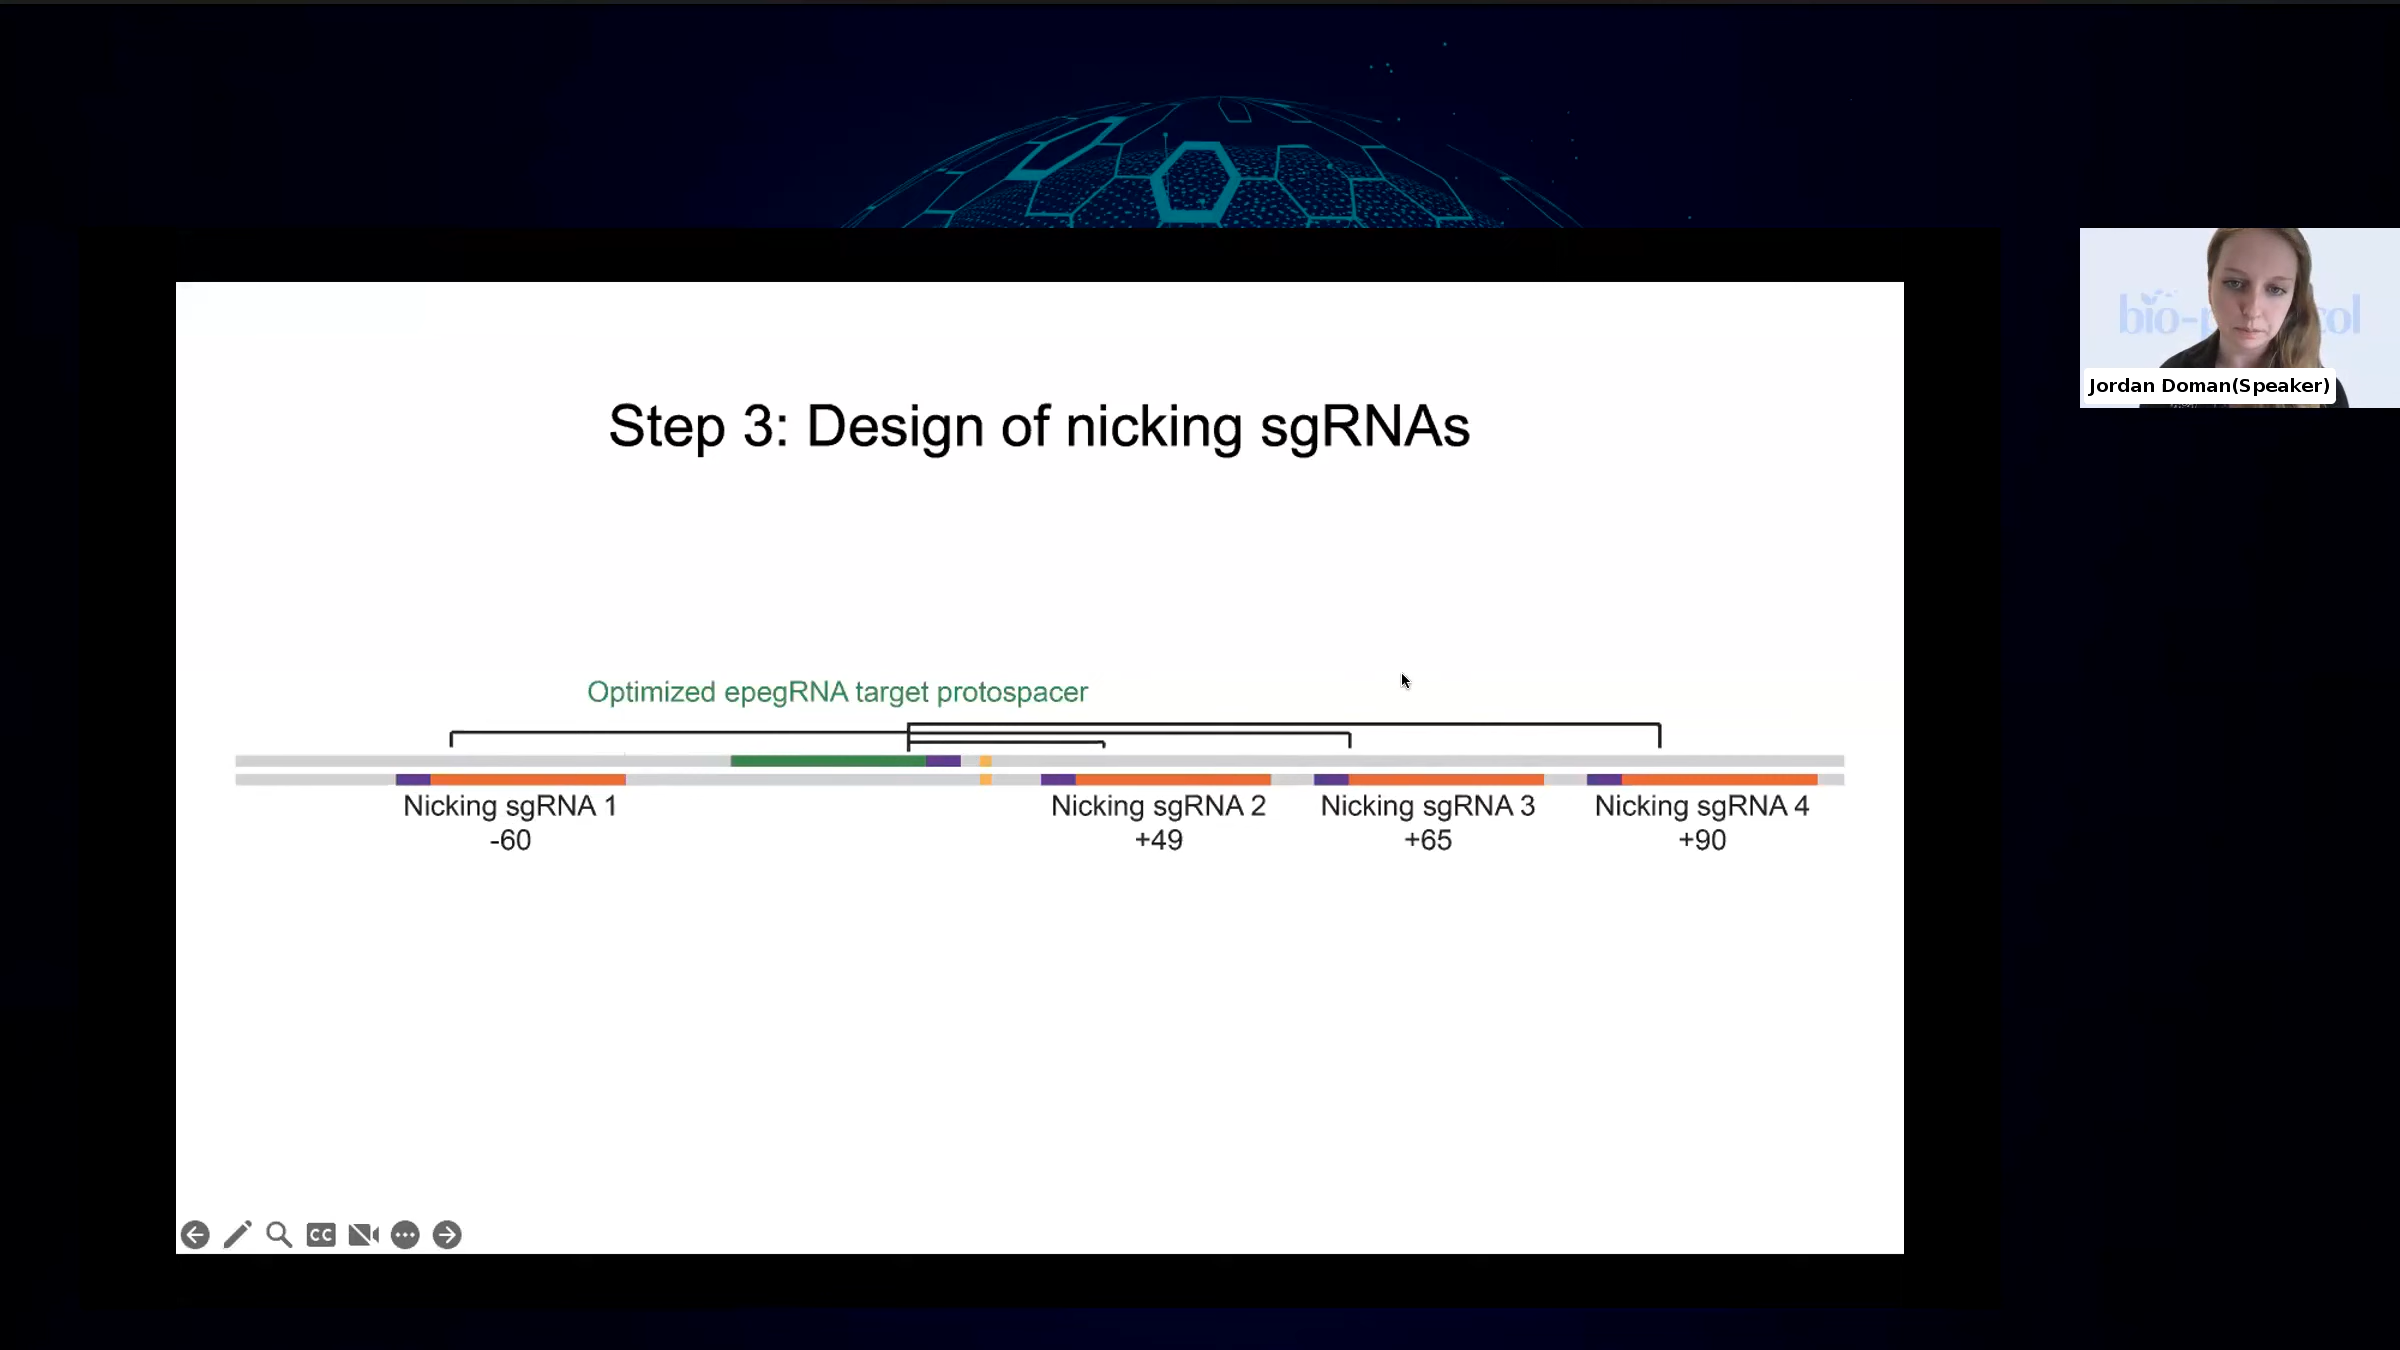 Step 3: Design of nicking sgRNAs
Optimized epegRNA target protospacer
Nicking sgRNA 1
-60
Nicking sgRNA 2
+49
Nicking sgRNA 3
+65
Nicking sgRNA 4
+90
CC
Jordan Doman(Speaker)